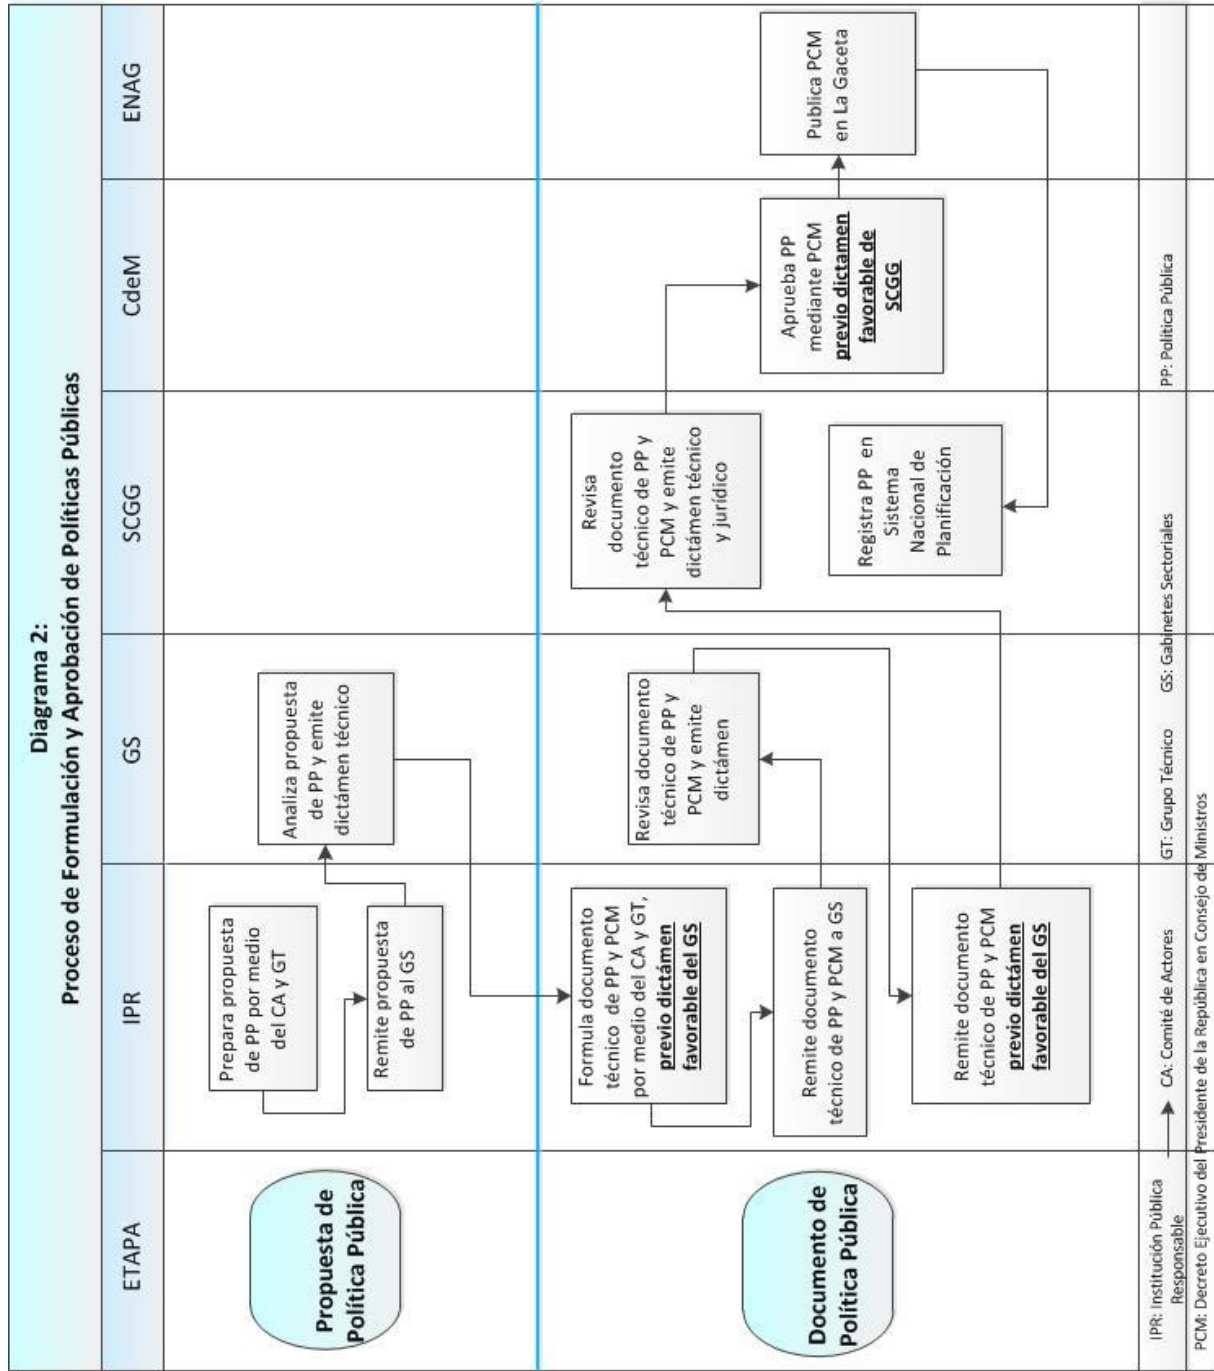 Diagrama 2:
Proceso de Formulación y Aprobación de Políticas Públicas
ETAPA
IPR
GS
SCGG
CdeM
ENAG
Propuesta de
Política Pública
Prepara propuesta
de PP por medio
del CA y GT
Remite propuesta
de PP al GS
Analiza propuesta
de PP y emite
dictámen técnico
Documento de
Política Pública
Formula documento
técnico de PP y PCM
por medio del CA y GT,
previo dictámen
favorable del GS
Remite documento
técnico de PP y PCM a GS
Revisa documento
técnico de PP y
PCM y emite
dictámen
Remite documento
técnico de PP y PCM
previo dictámen
favorable del GS
Revisa
documento
técnico de PP y
PCM y emite
dictámen técnico
y jurídico
Aprueba PP
mediante PCM
previo dictamen
favorable de
SCGG
Publica PCM
en La Gaceta
Registra PP en
Sistema
Nacional de
Planificación
IPR: Institución Pública
Responsable
CA: Comité de Actores
GT: Grupo Técnico
GS: Gabinetes Sectoriales
PP: Política Pública
PCM: Decreto Ejecutivo del Presidente de la República en Consejo de Ministros